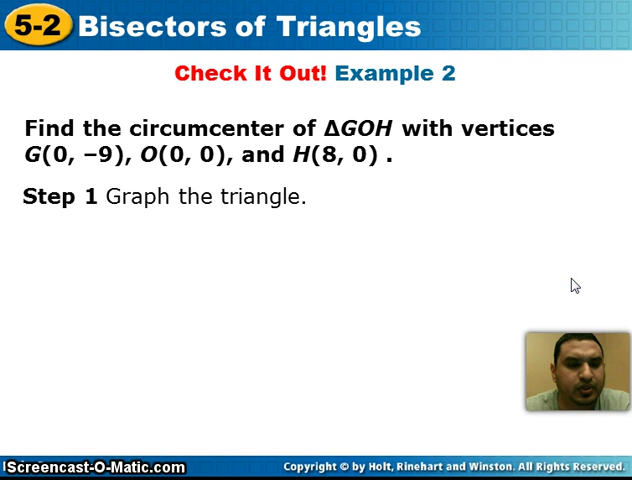 5-2 Bisectors of Triangles
Check It Out! Example 2
Find the circumcenter of ΔGOH with vertices
G(0, –9), O(0, 0), and H(8, 0) .
Step 1 Graph the triangle.
Screencast-O-Matic.com
Copyright © by Holt, Rinehart and Winston. All Rights Reserved.